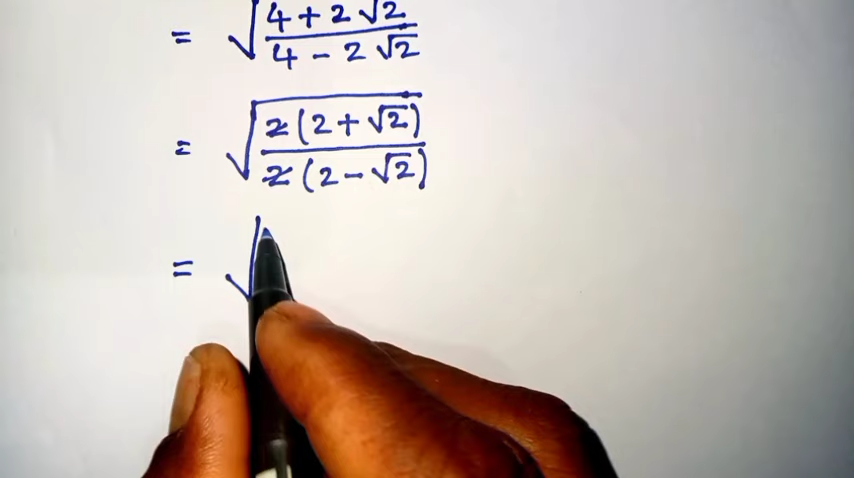 = √(4 + 2√2 / 4 - 2√2)
= √(2(2+√2) / 2(2-√2))
= √